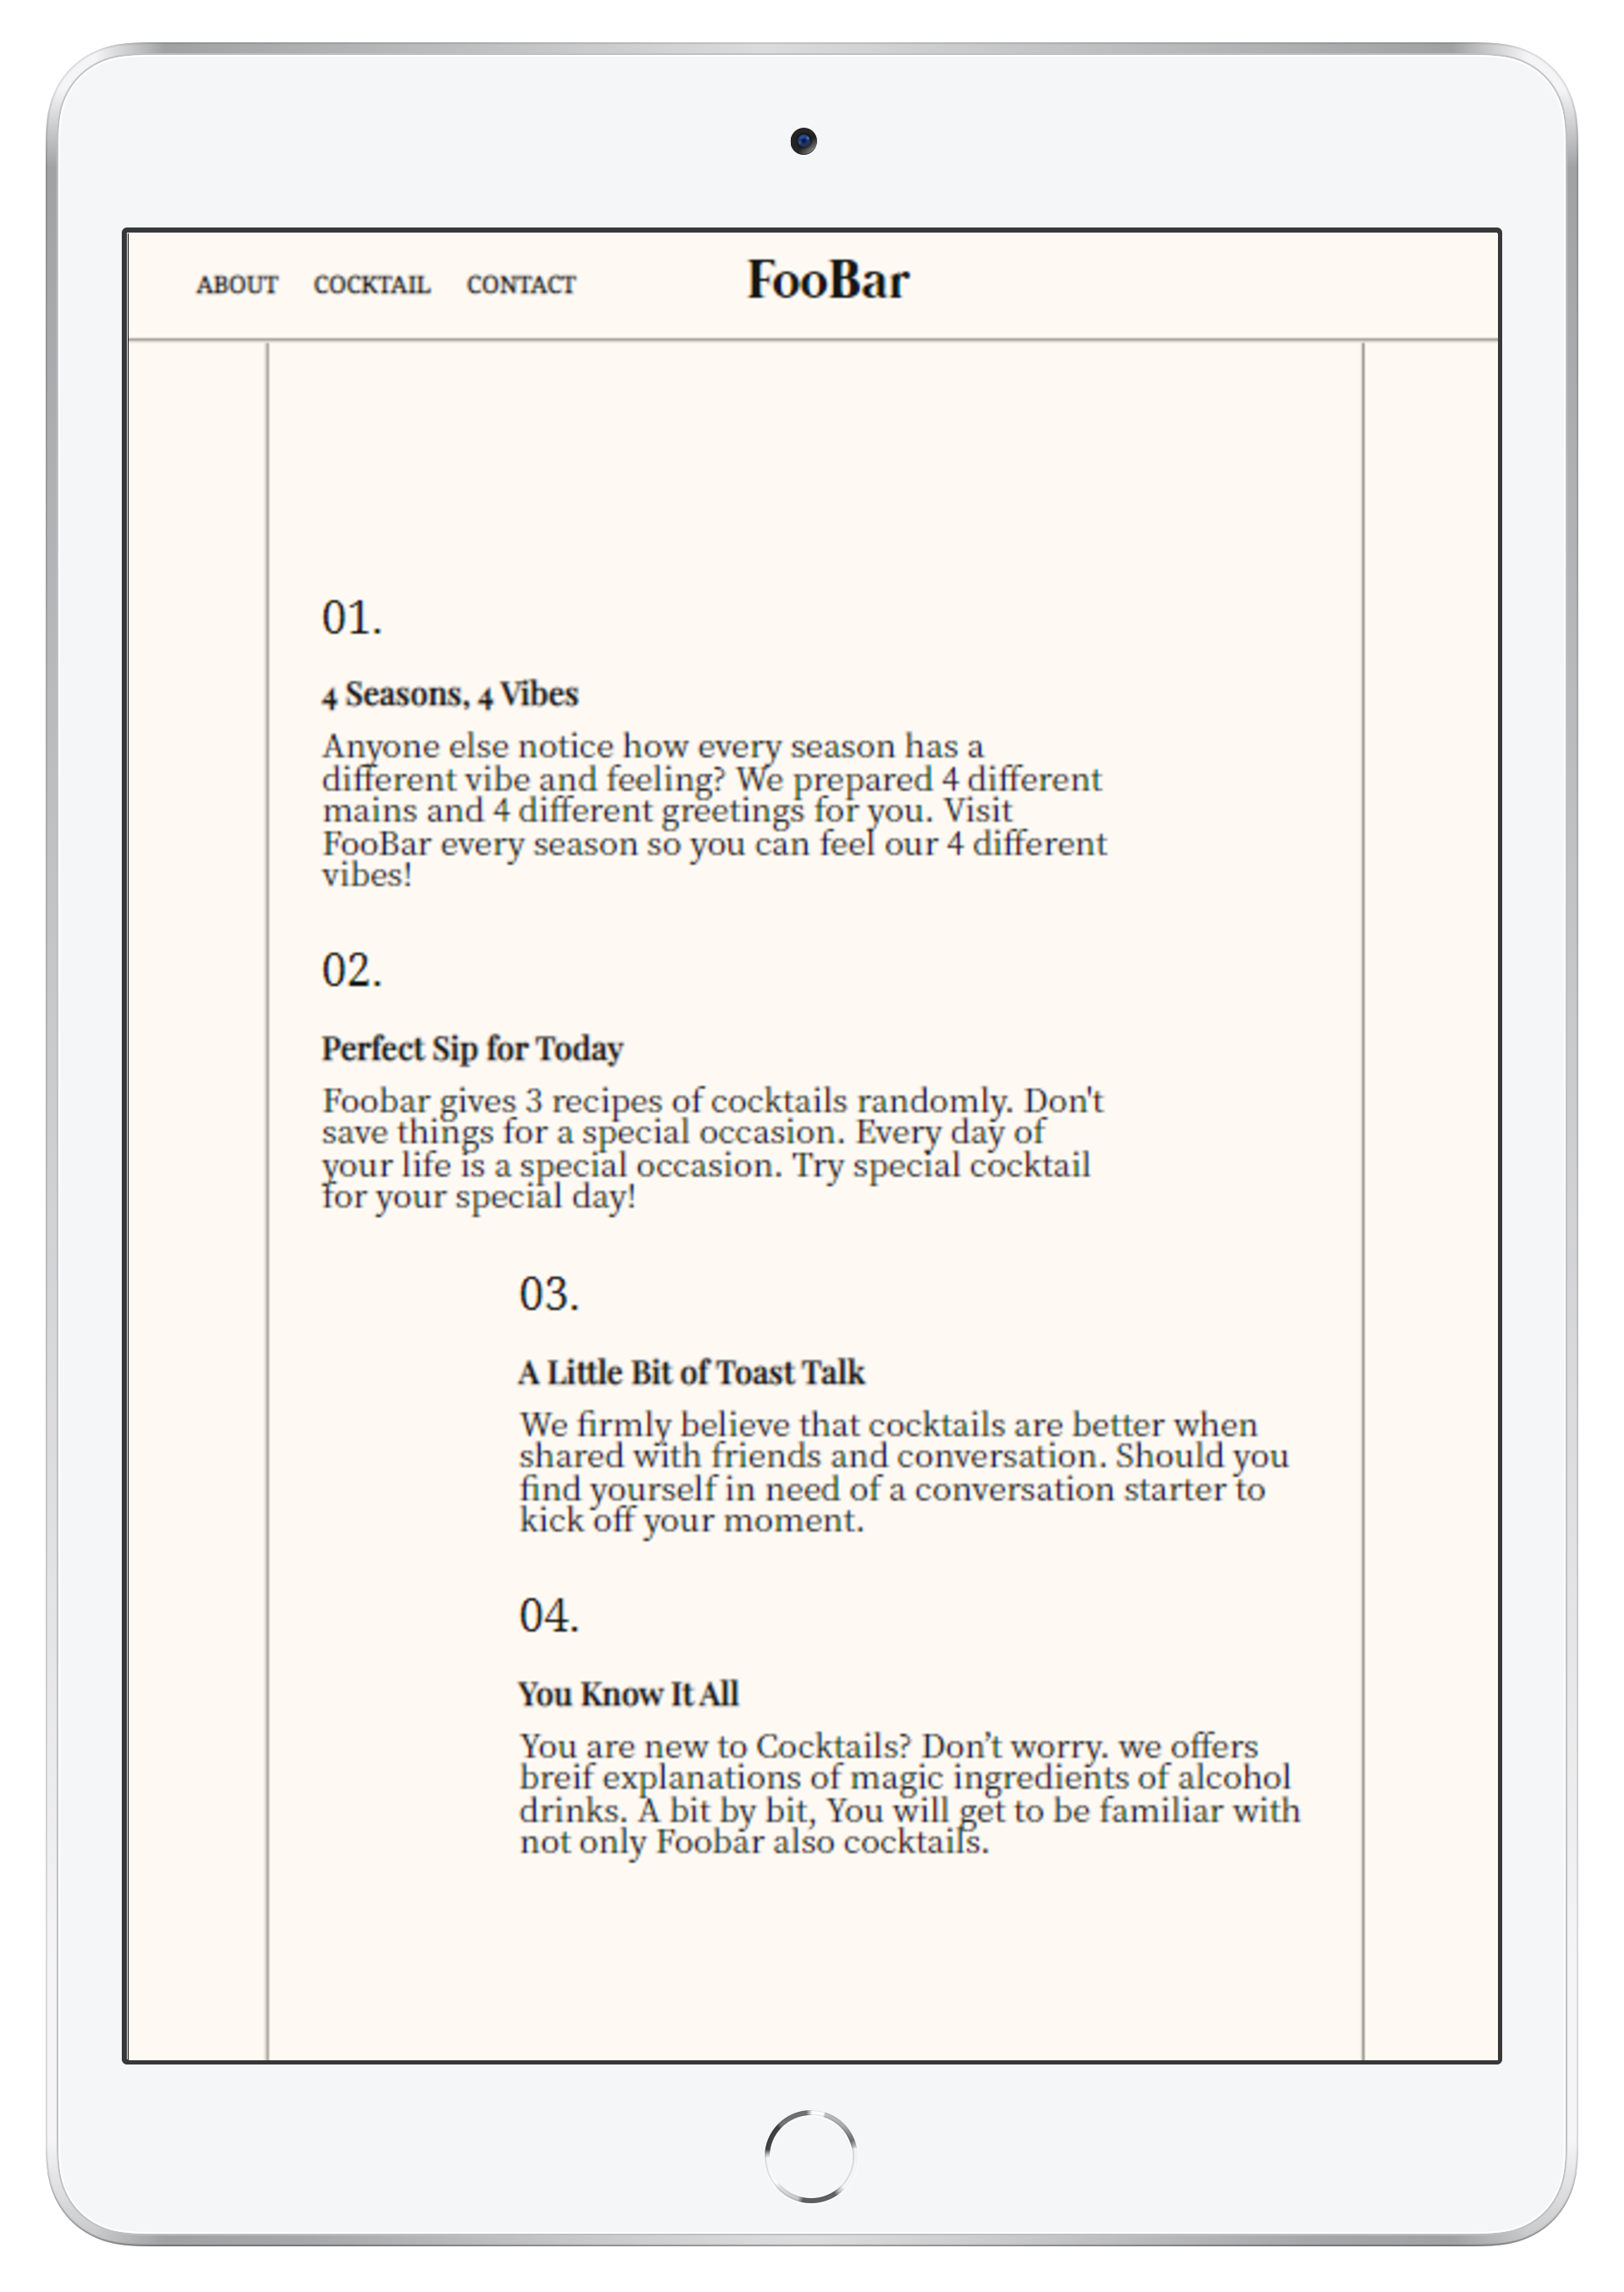 ABOUT COCKTAIL CONTACT FooBar
01.
4 Seasons, 4 Vibes
Anyone else notice how every season has a
different vibe and feeling? We prepared 4 different
mains and 4 different greetings for you. Visit
FooBar every season so you can feel our 4 different
vibes!
02.
Perfect Sip for Today
Foobar gives 3 recipes of cocktails randomly. Don't
save things for a special occasion. Every day of
your life is a special occasion. Try special cocktail
for your special day!
03.
A Little Bit of Toast Talk
We firmly believe that cocktails are better when
shared with friends and conversation. Should you
find yourself in need of a conversation starter to
kick off your moment.
04.
You Know It All
You are new to Cocktails? Don’t worry. we offers
breif explanations of magic ingredients of alcohol
drinks. A bit by bit, You will get to be familiar with
not only Foobar also cocktails.